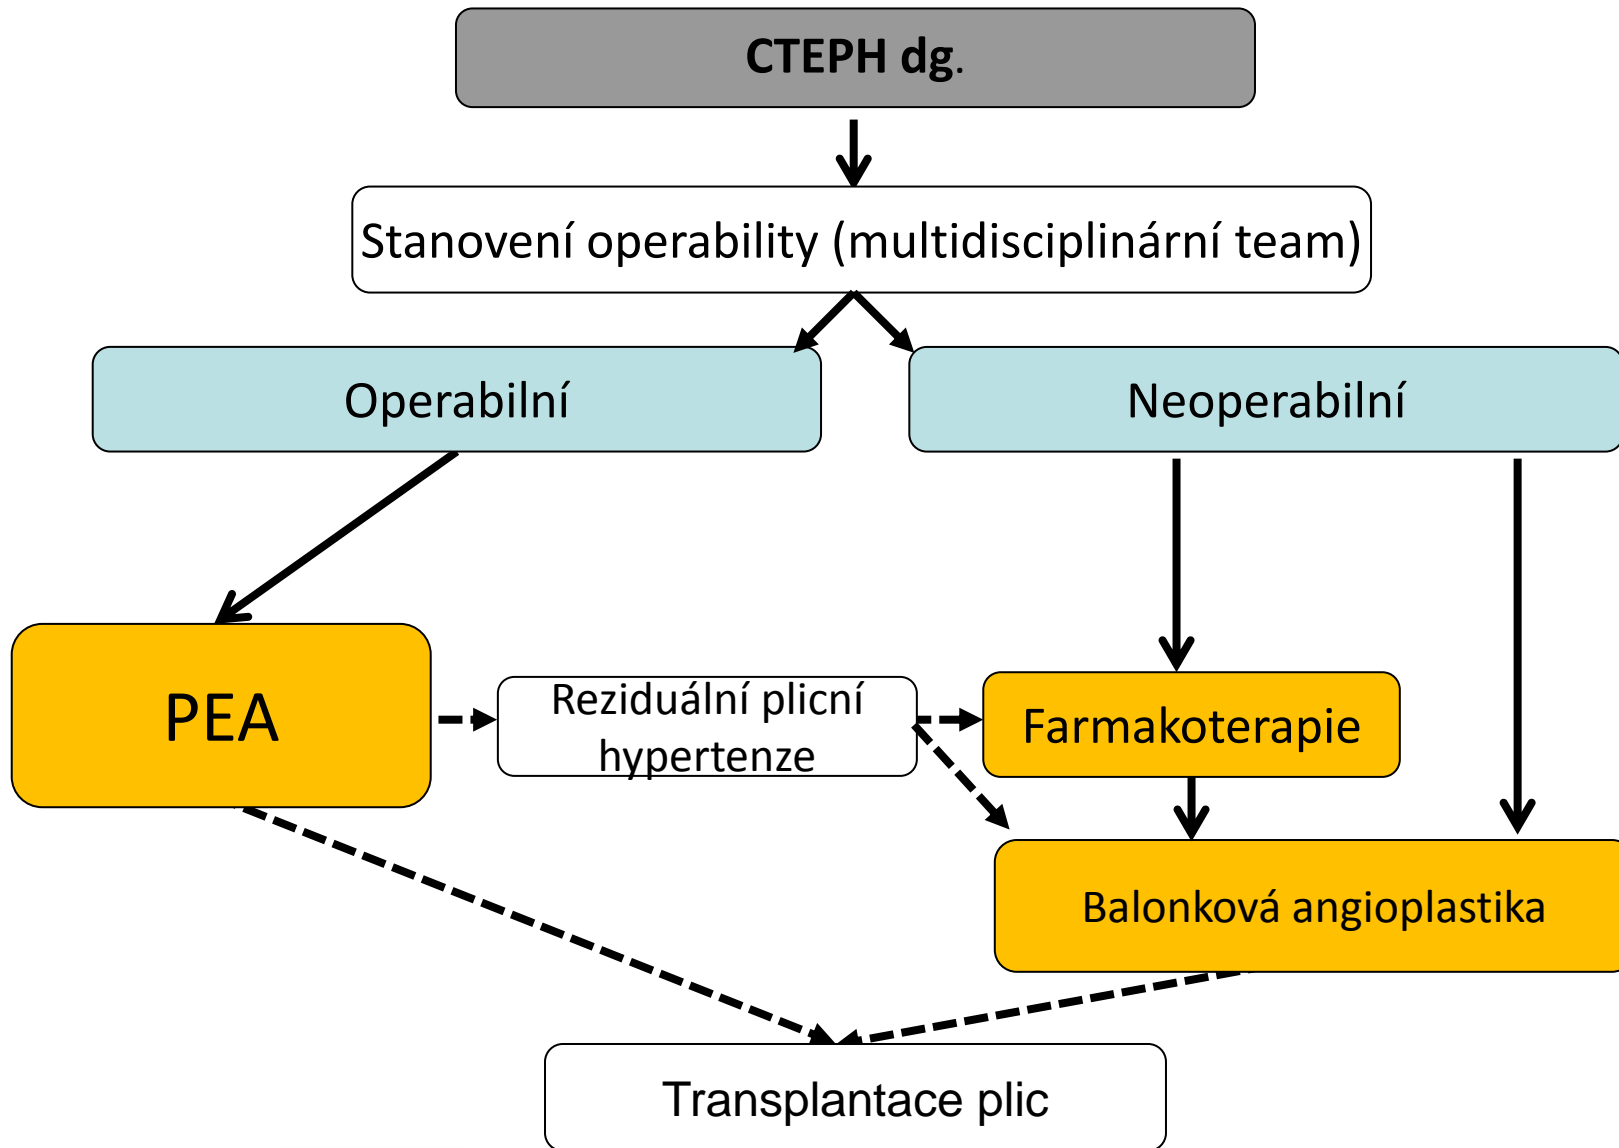 CTEPH dg.
Stanovení operability (multidisciplinární team)
Operabilní
Neoperabilní
PEA
Reziduální plicní
hypertenze
Farmakoterapie
Balonková angioplastika
Transplantace plic